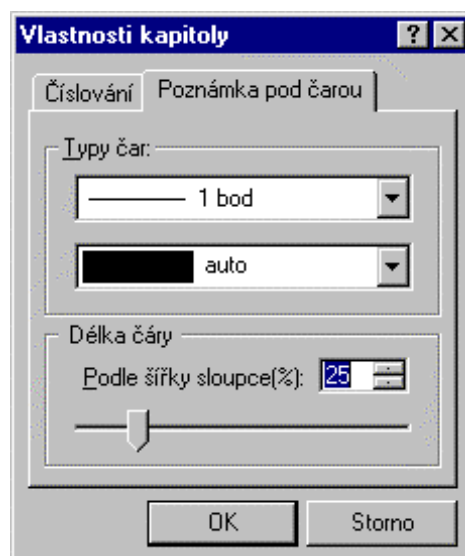 Vlastnosti kapitoly
Číslování Poznámka pod čarou
Typy čar:
1 bod
auto
Délka čáry
Podle šířky sloupce(%): 25
OK Storno